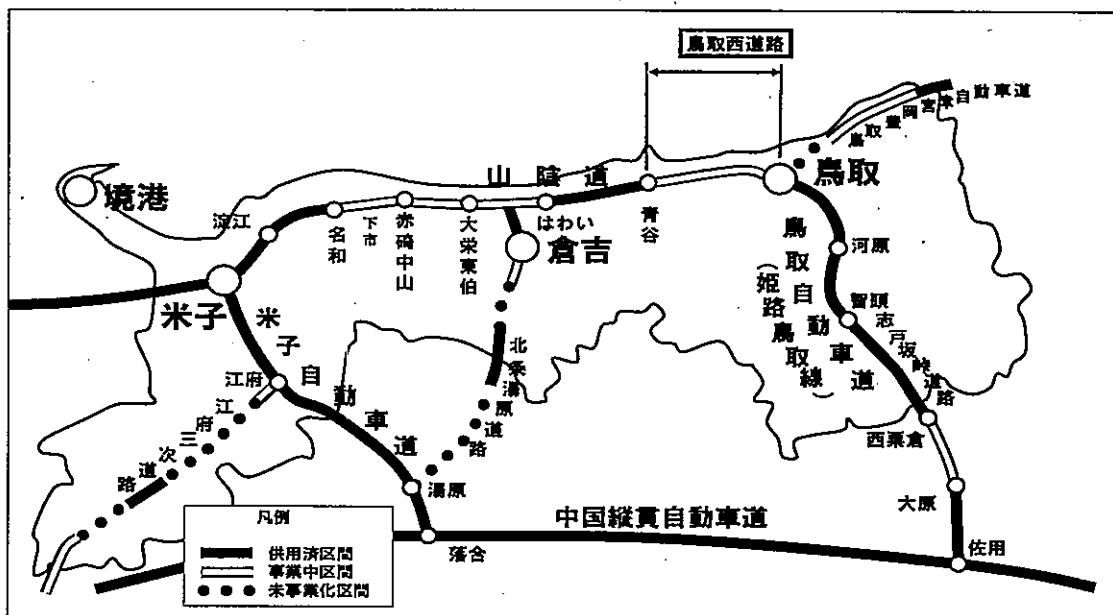 鳥取西道路
鳥取豊岡宮津自動車道
境港
山陰道
鳥取
淀江
名和
下市
赤碕中山
大栄東伯
はわい
倉吉
青谷
河原
米子
米子自動車道
江府
江府三次道路
北条湯原道路
鳥取自動車道
(姫路鳥取線)
智頭
志戸坂峠道路
西粟倉
大原
佐用
湯原
落合
中国縦貫自動車道
凡例
供用済区間
事業中区間
未事業化区間